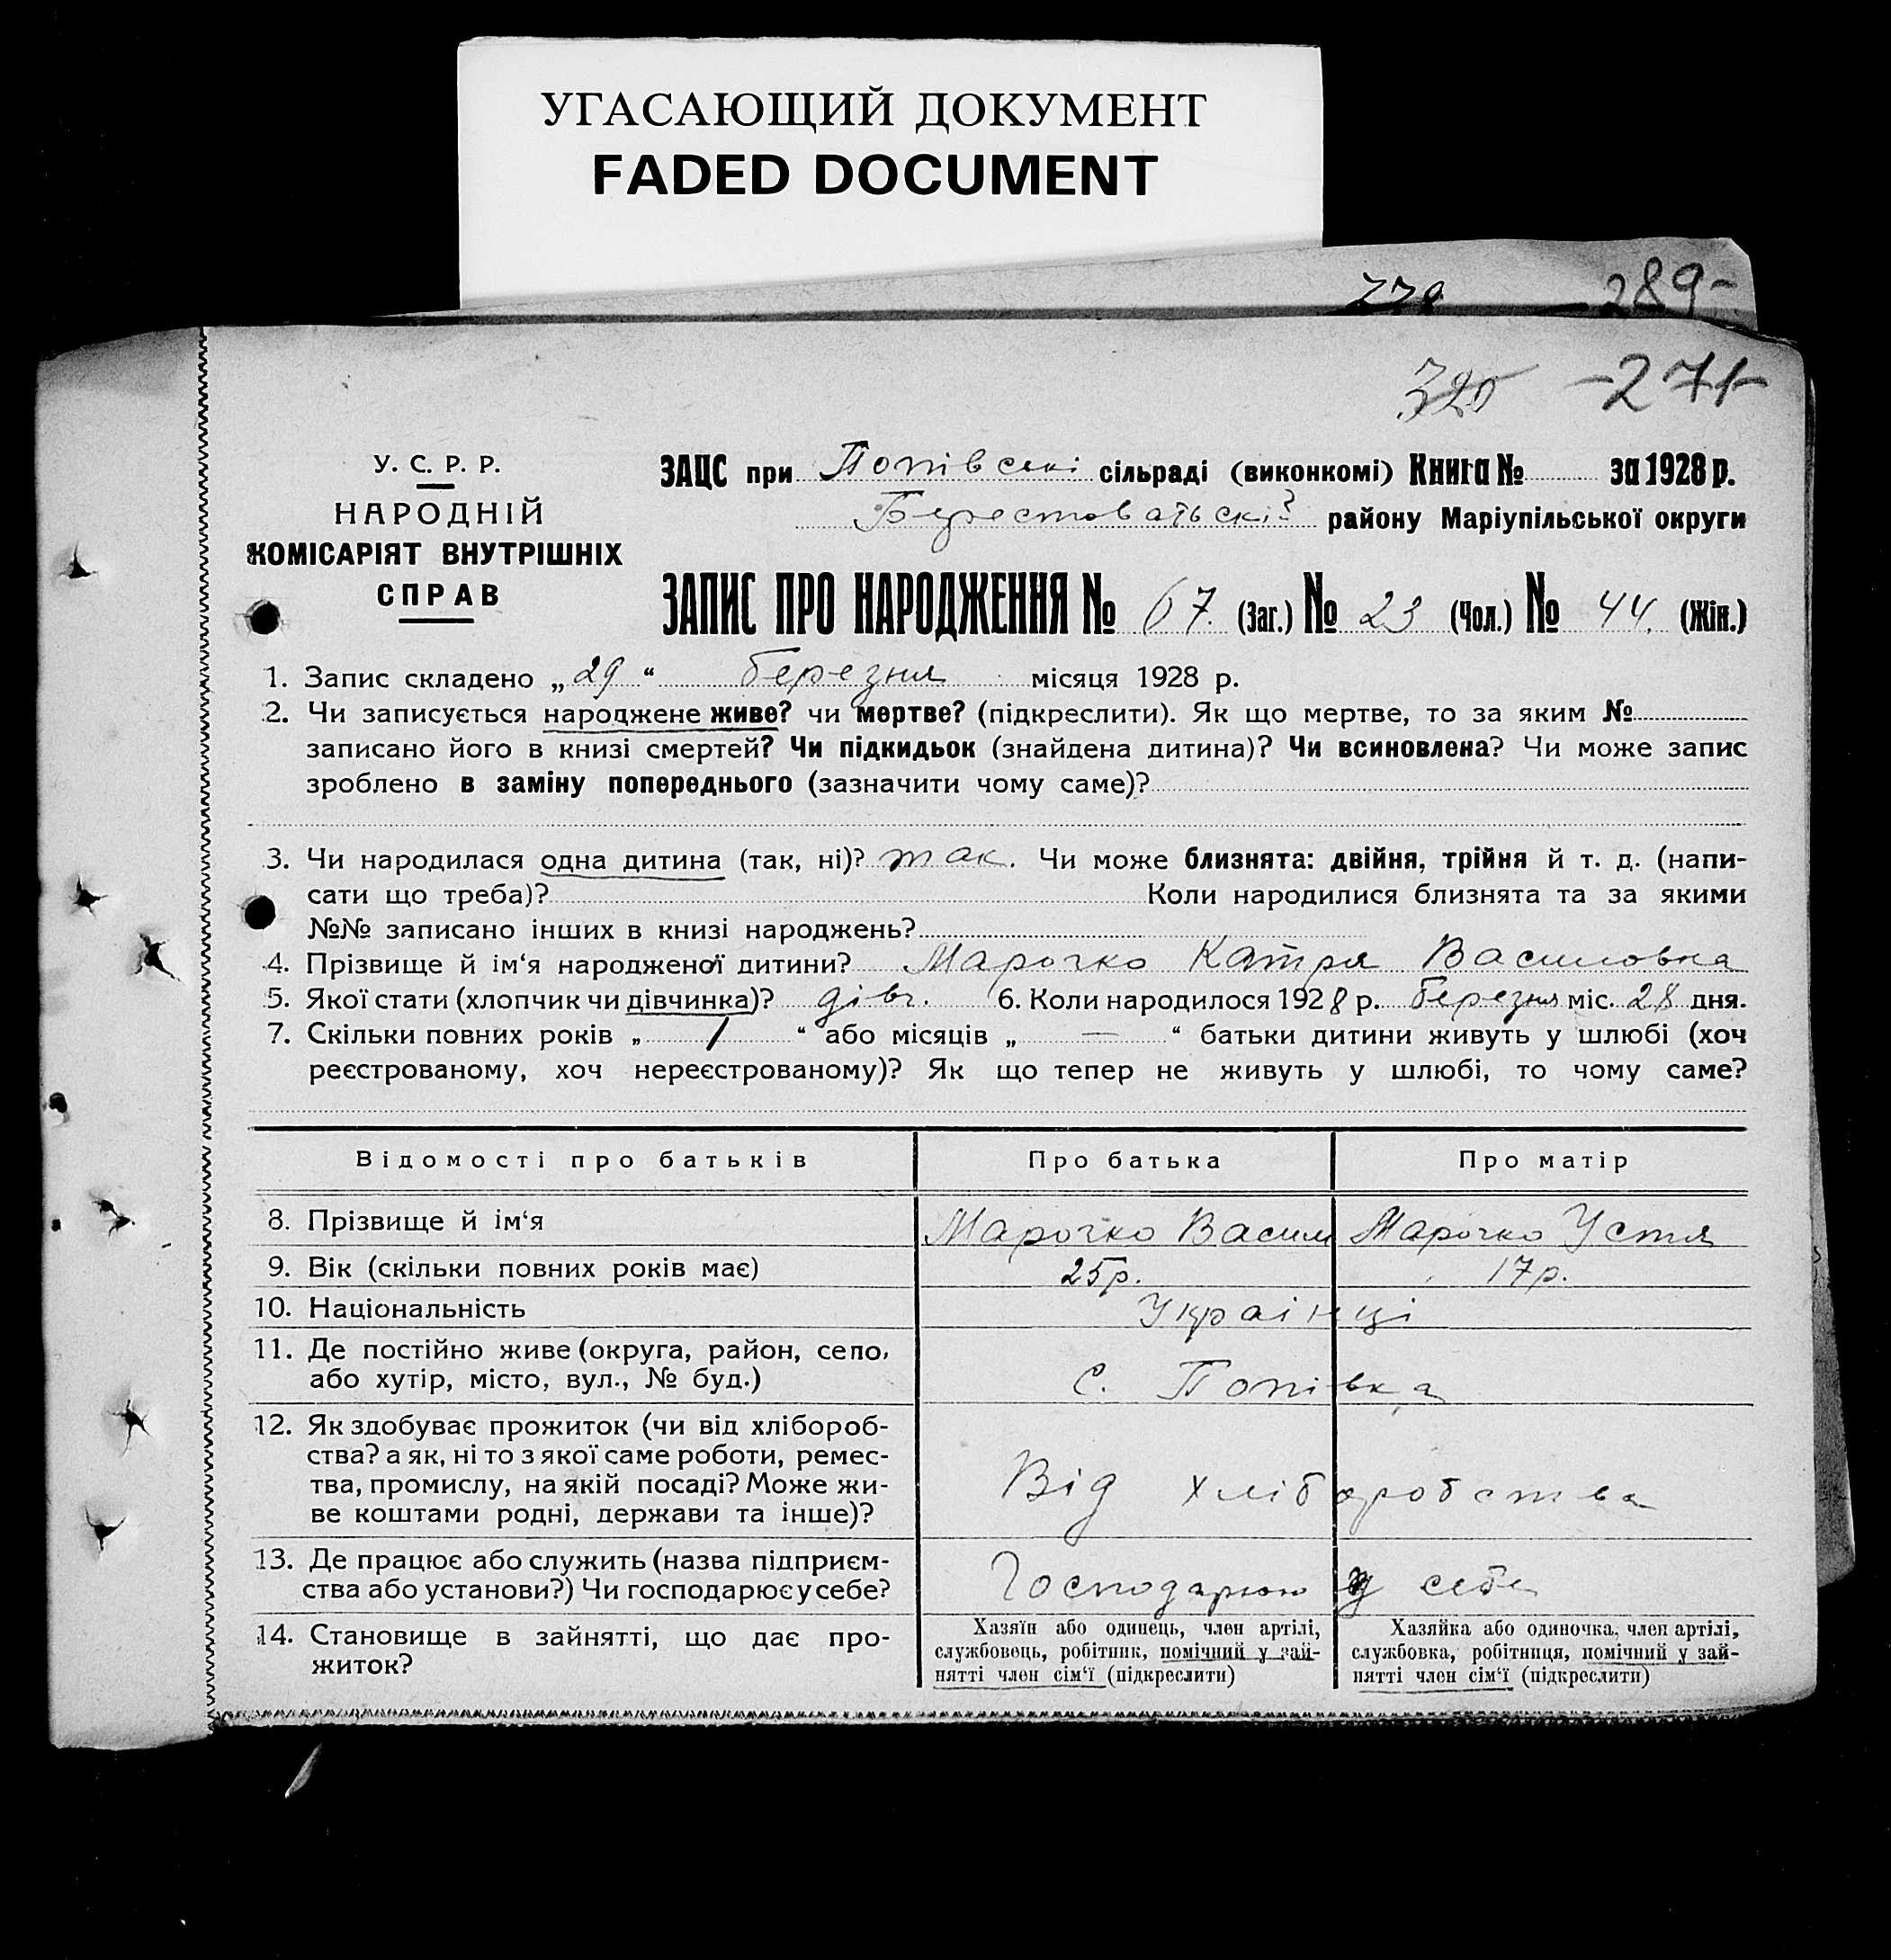 УГАСАЮЩИЙ ДОКУМЕНТ
FADED DOCUMENT
289-
320 -271-
У. С. Р. Р.
НАРОДНІЙ
КОМІСАРІЯТ ВНУТРІШНІХ
СПРАВ
ЗАЦС при Попівські сільраді (виконкомі) Книга № за 1928 р.
району Маріупільської округи
ЗАПИС ПРО НАРОДЖЕННЯ № 67. (Заг.) № 23 (Чол.) № 44. (Жін.)
1. Запис складено „29“ березня місяця 1928 р.
2. Чи записується народжене живе? чи мертве? (підкреслити). Як що мертве, то за яким №
записано його в книзі смертей? Чи підкидьок (знайдена дитина)? Чи всиновлена? Чи може запис
зроблено в заміну попереднього (зазначити чому саме)?
3. Чи народилася одна дитина (так, ні)? так. Чи може близнята: двійня, трійня й т. д. (напи-
сати що треба)? Коли народилися близнята та за якими
№№ записано інших в книзі народжень?
4. Прізвище й ім‘я народженої дитини? Марочко Катря Василовна
5. Якої стати (хлопчик чи дівчинка)? дівч. 6. Коли народилося 1928 р. березня міс. 28 дня.
7. Скільки повних років „ 1 “ або місяців „ — “ батьки дитини живуть у шлюбі (хоч
реєстрованому, хоч нереєстрованому)? Як що тепер не живуть у шлюбі, то чому саме?
Відомості про батьків Про батька Про матір
8. Прізвище й ім‘я Марочко Васил Марочко Устя
9. Вік (скільки повних років має) 25р. 17р.
10. Національність Украінці
11. Де постійно живе (округа, район, село,
або хутір, місто, вул., № буд.) С. Попівка
12. Як здобуває прожиток (чи від хлібороб-
ства? а як, ні то з якої саме роботи, ремес-
тва, промислу, на якій посаді? Може жи-
ве коштами родні, держави та інше)? Від хліборобства
13. Де працює або служить (назва підприєм-
ства або установи?) Чи господарює у себе? Господарюю у себе
14. Становище в зайнятті, що дає про-
житок?
Хазяїн або одинець, член артілі,
службовець, робітник, помічний у зай-
нятті член сім‘ї (підкреслити)
Хазяйка або одиночка, член артілі,
службовка, робітниця, помічний у зай-
нятті член сім‘ї (підкреслити)